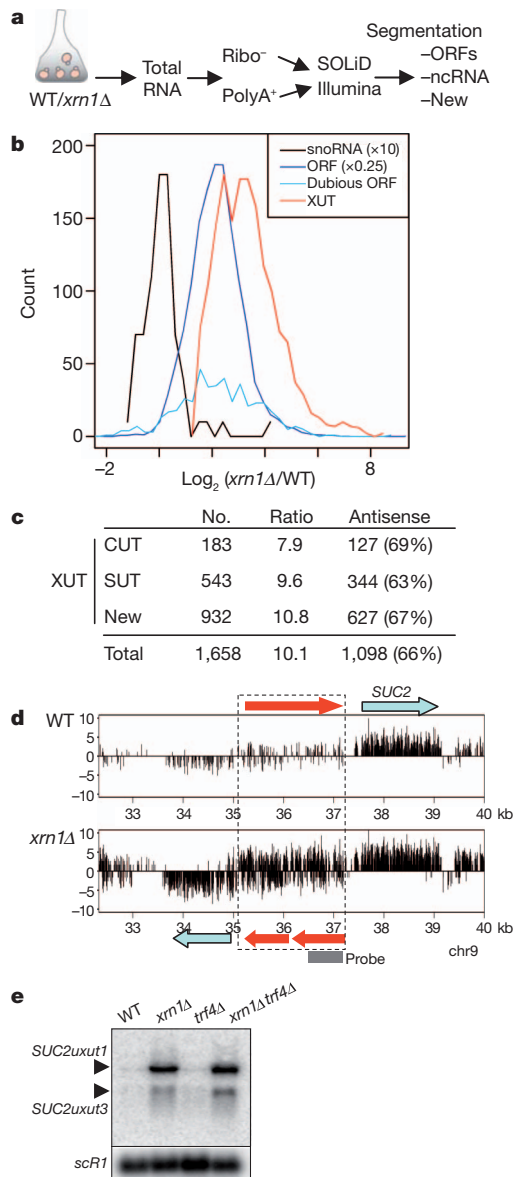 a
WT/xrn1Δ
Total RNA
Ribo⁻
PolyA⁺
SOLiD
Illumina
Segmentation
–ORFs
–ncRNA
–New
b
snoRNA (×10)
ORF (×0.25)
Dubious ORF
XUT
200
150
100
50
0
Count
–2
8
Log₂ (xrn1Δ/WT)
c
No. Ratio Antisense
XUT
CUT 183 7.9 127 (69%)
SUT 543 9.6 344 (63%)
New 932 10.8 627 (67%)
Total 1,658 10.1 1,098 (66%)
d
SUC2
WT
10
5
0
–5
–10
33 34 35 36 37 38 39 40 kb
xrn1Δ
10
5
0
–5
–10
33 34 35 36 37 38 39 40 kb
Probe
chr9
e
WT xrn1Δ trf4Δ xrn1Δtrf4Δ
SUC2uxut1
SUC2uxut3
scR1